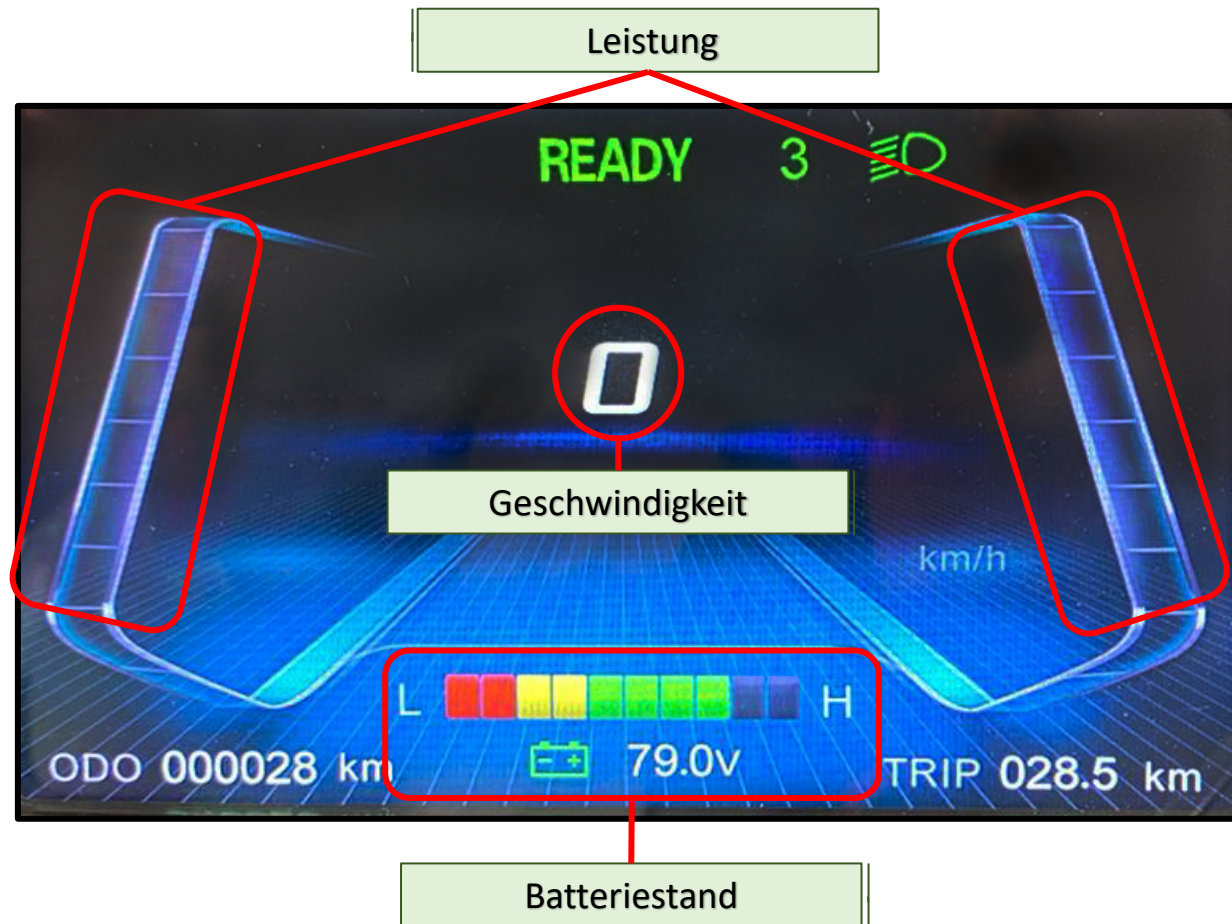 Leistung
READY 3
0
Geschwindigkeit
km/h
L H
79.0v
ODO 000028 km
TRIP 028.5 km
Batteriestand